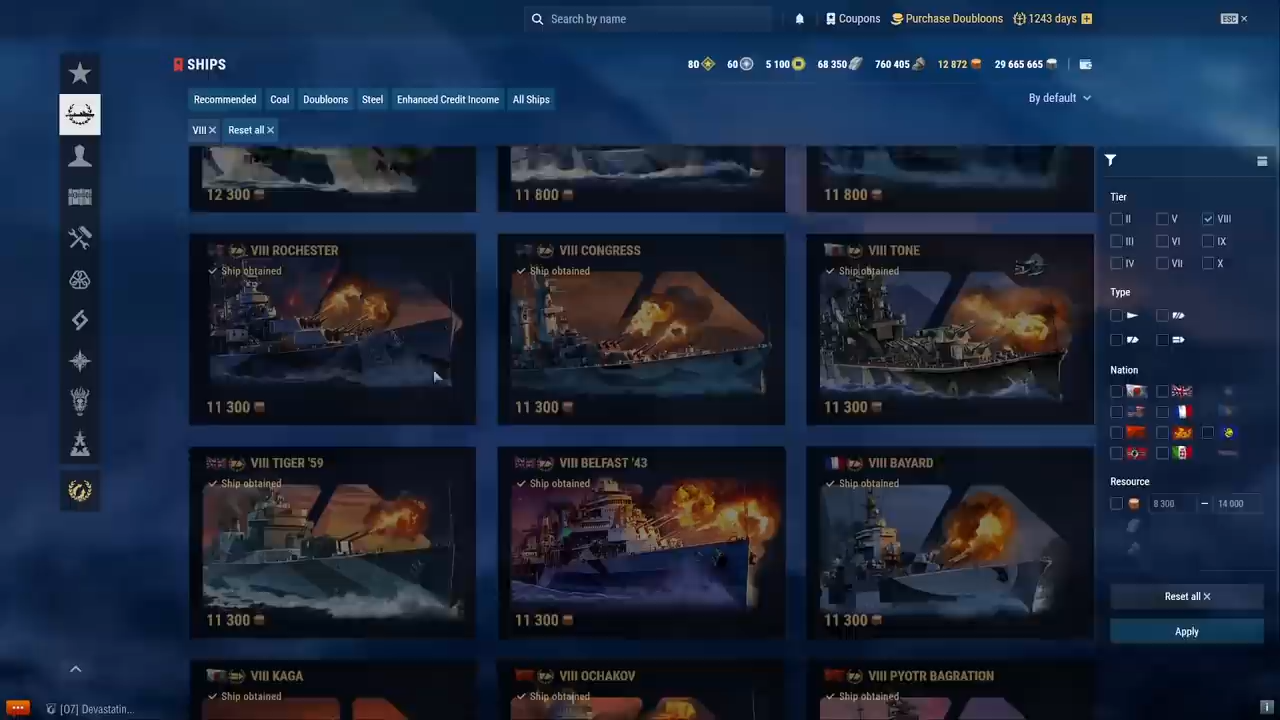 Search by name
Coupons
Purchase Doubloons
1243 days
ESC ×
SHIPS
80
60
5 100
68 350
760 405
12 872
29 665 665
Recommended
Coal
Doubloons
Steel
Enhanced Credit Income
All Ships
By default
VIII ×
Reset all ×
12 300
11 800
11 800
VIII ROCHESTER
Ship obtained
11 300
VIII CONGRESS
Ship obtained
11 300
VIII TONE
Ship obtained
11 300
VIII TIGER '59
Ship obtained
11 300
VIII BELFAST '43
Ship obtained
11 300
VIII BAYARD
Ship obtained
11 300
VIII KAGA
Ship obtained
VIII OCHAKOV
Ship obtained
VIII PYOTR BAGRATION
Ship obtained
Tier
II
V
VIII
III
VI
IX
IV
VII
X
Type
Nation
Resource
8 300 – 14 000
Reset all ×
Apply
[07] Devastatin...